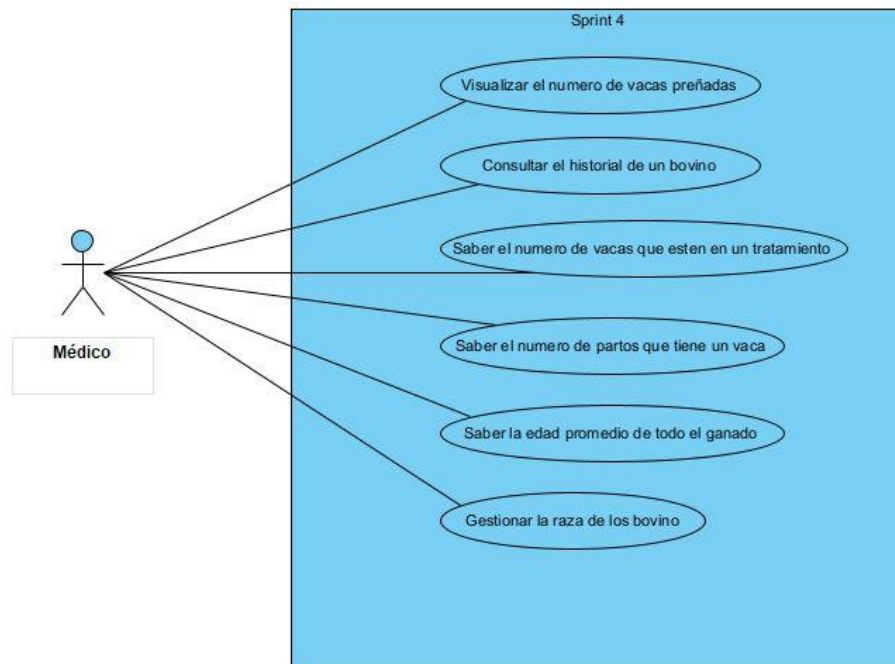 Sprint 4
Visualizar el numero de vacas preñadas
Consultar el historial de un bovino
Saber el numero de vacas que esten en un tratamiento
Médico
Saber el numero de partos que tiene un vaca
Saber la edad promedio de todo el ganado
Gestionar la raza de los bovino